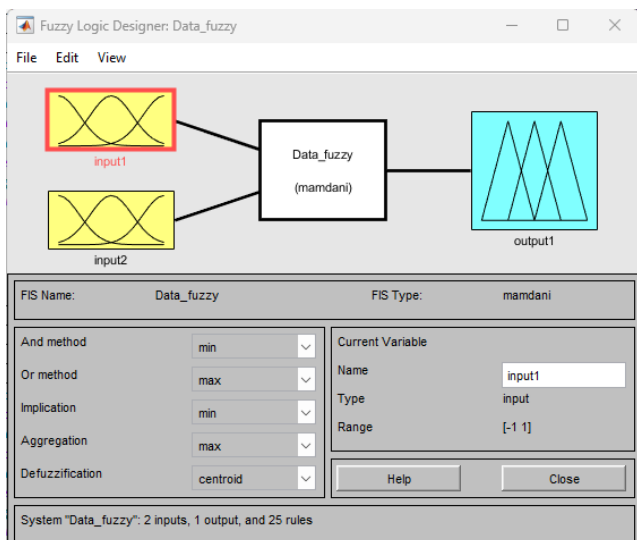 Fuzzy Logic Designer: Data_fuzzy
File Edit View
input1
input2
Data_fuzzy
(mamdani)
output1
FIS Name: Data_fuzzy FIS Type: mamdani
And method min
Or method max
Implication min
Aggregation max
Defuzzification centroid
Current Variable
Name input1
Type input
Range [-1 1]
Help Close
System "Data_fuzzy": 2 inputs, 1 output, and 25 rules